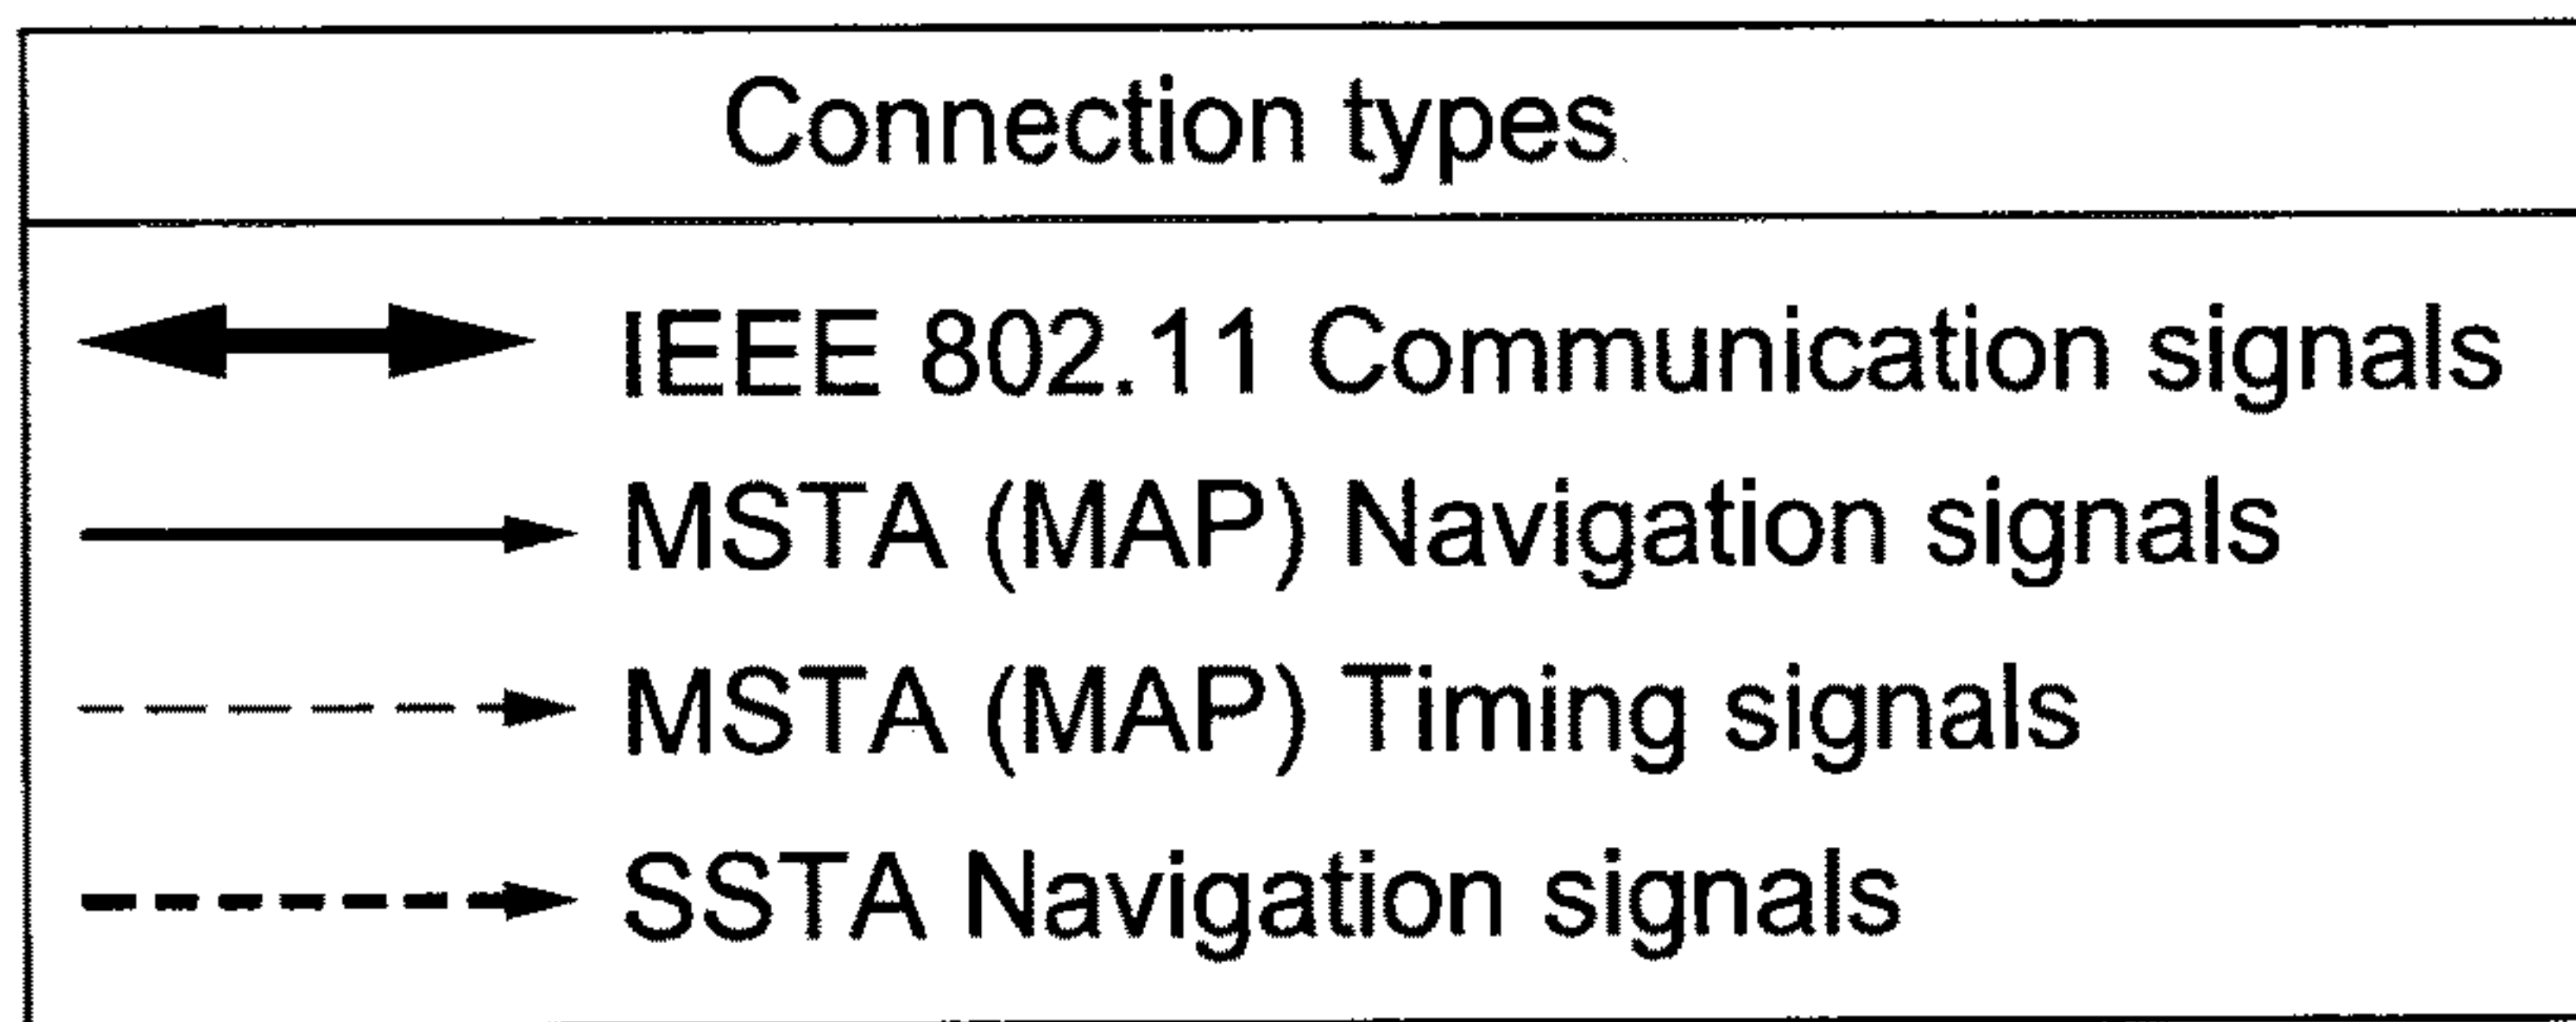 Connection types
IEEE 802.11 Communication signals
MSTA (MAP) Navigation signals
MSTA (MAP) Timing signals
SSTA Navigation signals